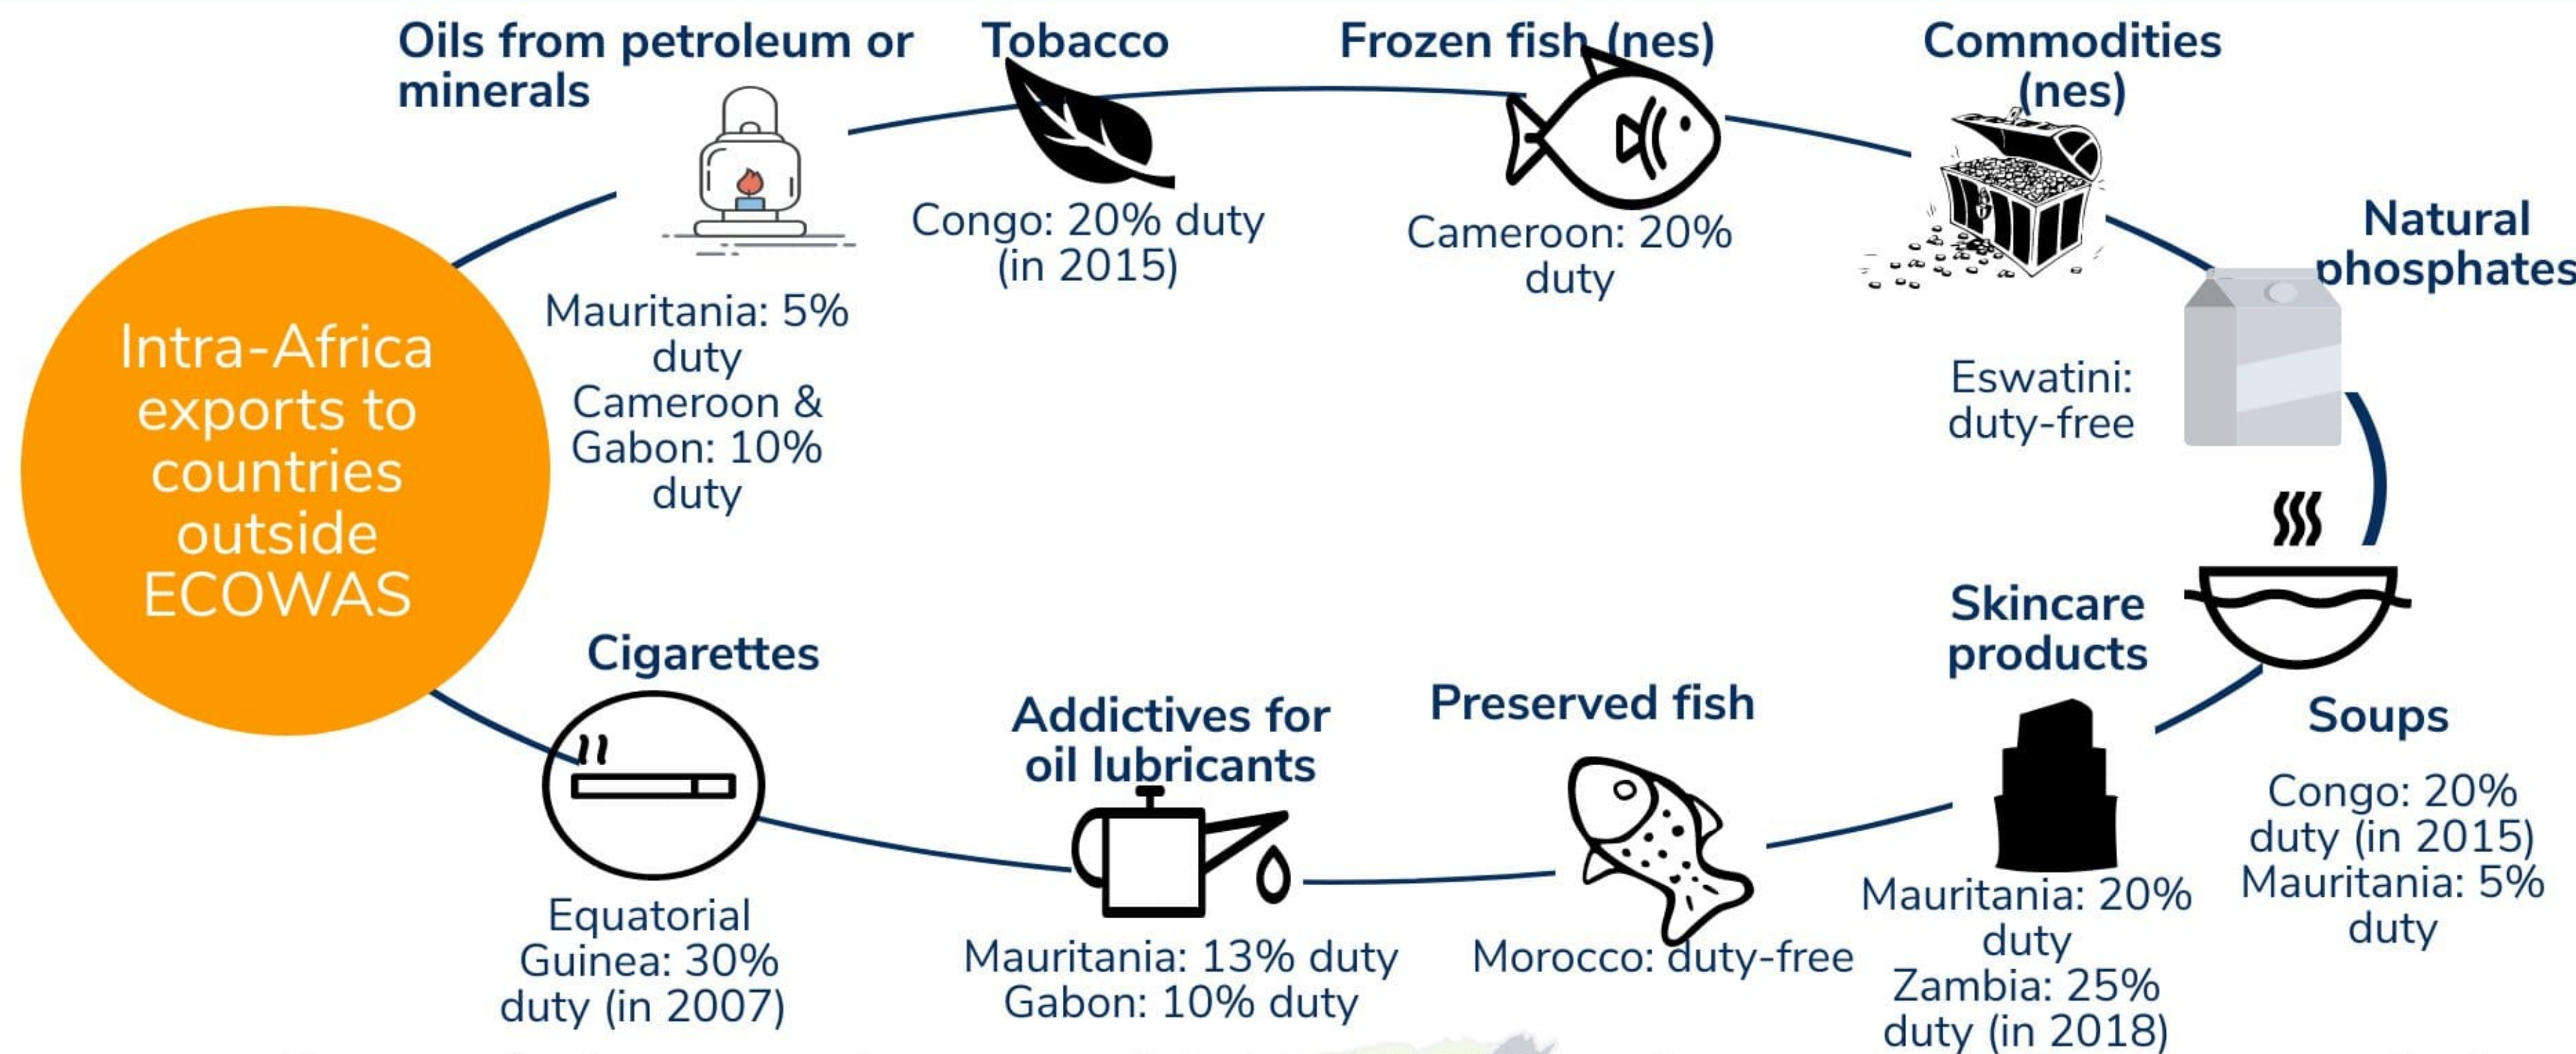 Intra-Africa
exports to
countries
outside
ECOWAS
Oils from petroleum or
minerals
Mauritania: 5%
duty
Cameroon &
Gabon: 10%
duty
Tobacco
Congo: 20% duty
(in 2015)
Frozen fish (nes)
Cameroon: 20%
duty
Commodities
(nes)
Natural
phosphates
Eswatini:
duty-free
Soups
Congo: 20%
duty (in 2015)
Mauritania: 5%
duty
Skincare
products
Mauritania: 20%
duty
Zambia: 25%
duty (in 2018)
Preserved fish
Morocco: duty-free
Addictives for
oil lubricants
Mauritania: 13% duty
Gabon: 10% duty
Cigarettes
Equatorial
Guinea: 30%
duty (in 2007)